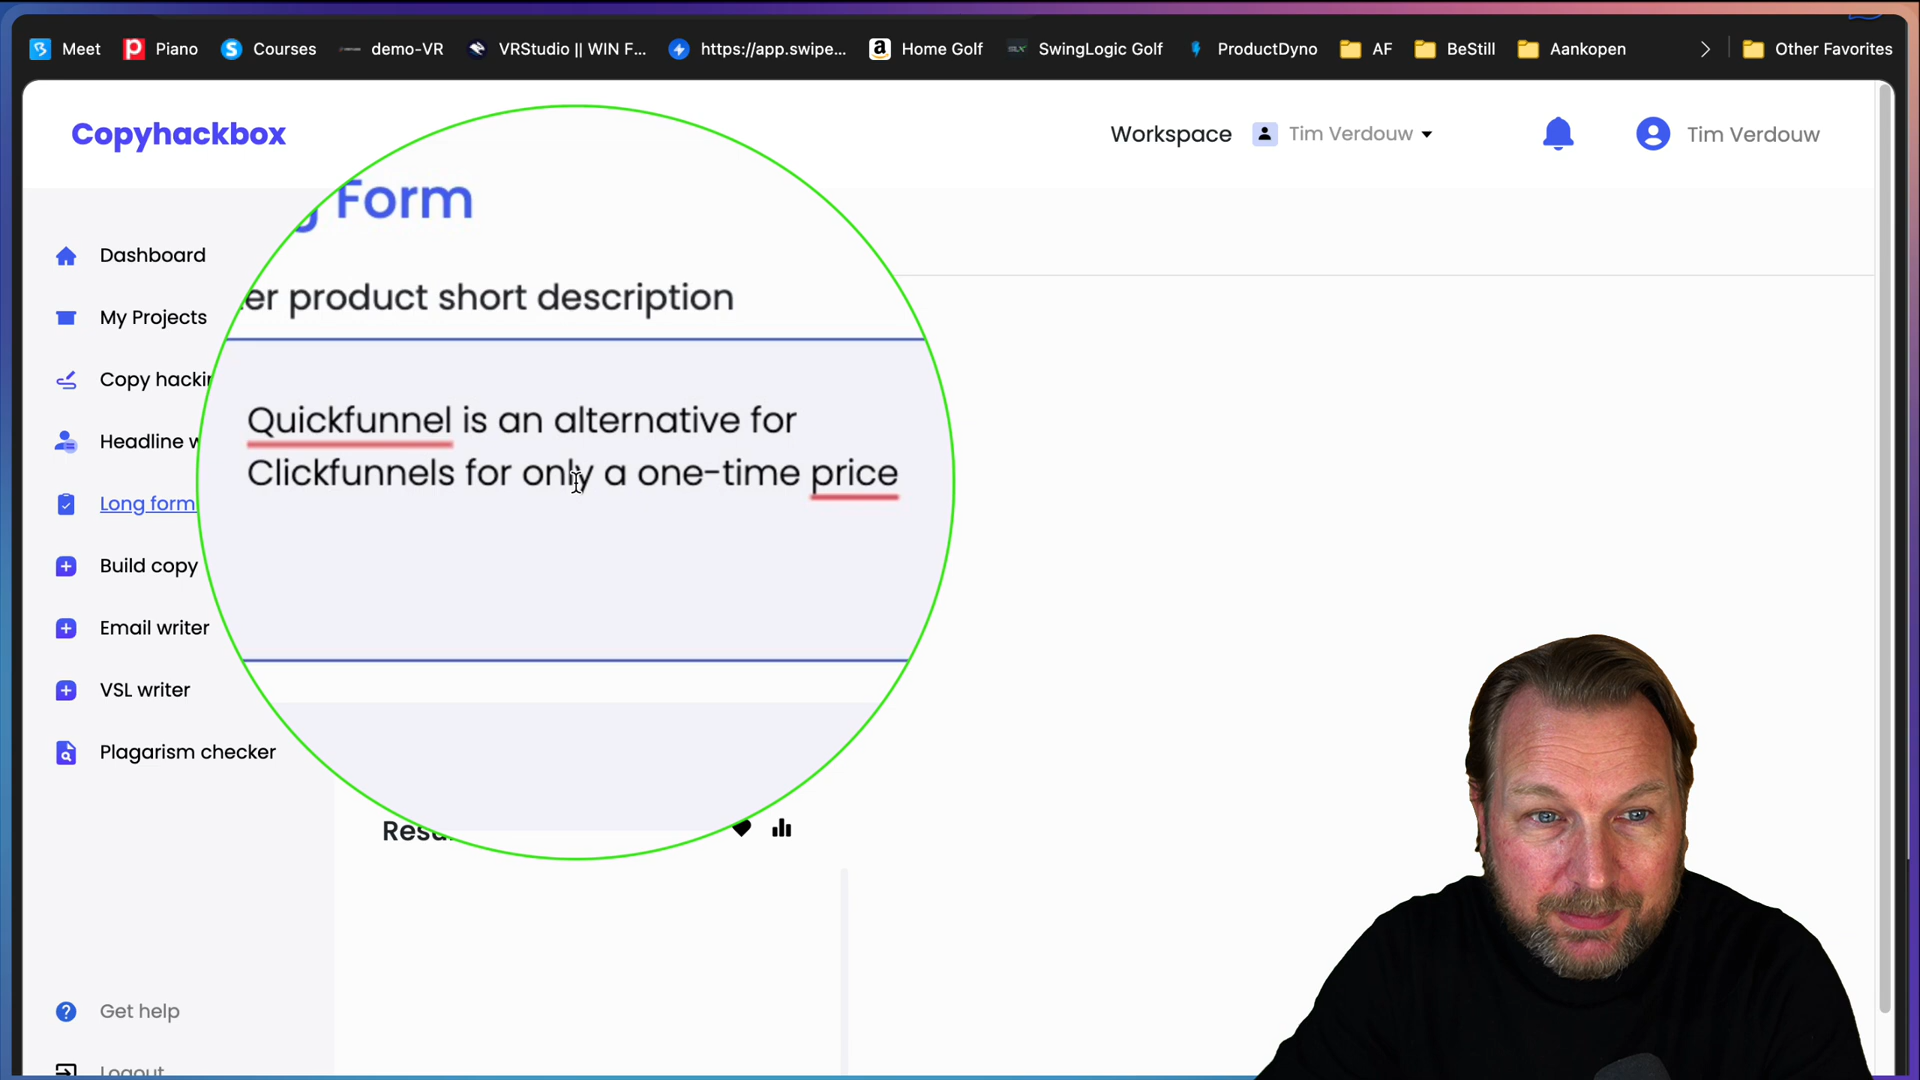 Meet Piano Courses demo-VR VRStudio || WIN F... https://app.swipe... Home Golf SwingLogic Golf ProductDyno AF BeStill Aankopen Other Favorites
Copyhackbox
Workspace Tim Verdouw
Tim Verdouw
Form
Dashboard
er product short description
My Projects
Copy hackin
Quickfunnel is an alternative for
Headline w
Clickfunnels for only a one-time price
Long form
Build copy
Email writer
VSL writer
Plagarism checker
Resu
Get help
Logout